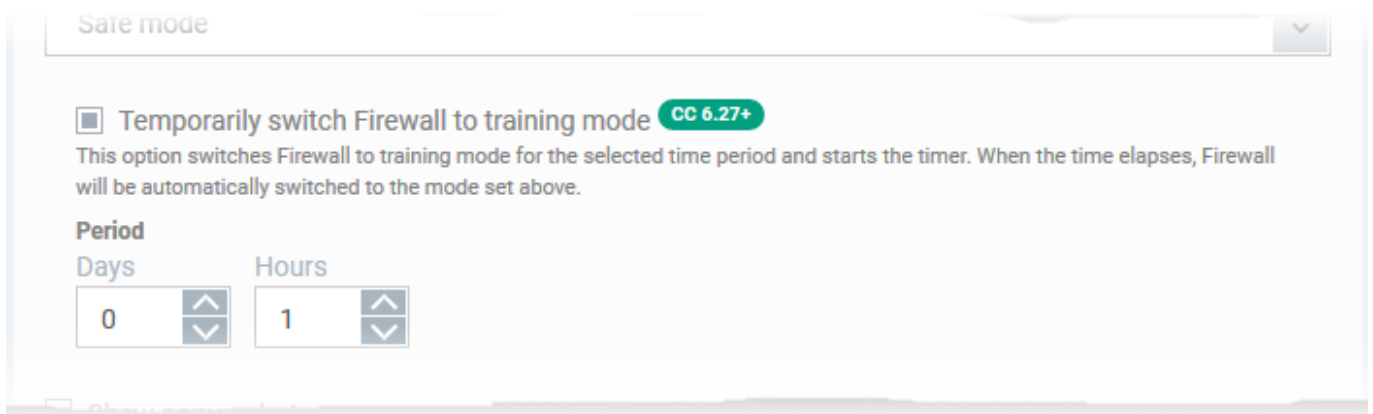 Safe mode
Temporarily switch Firewall to training mode CC 6.27+
This option switches Firewall to training mode for the selected time period and starts the timer. When the time elapses, Firewall
will be automatically switched to the mode set above.
Period
Days Hours
0 1